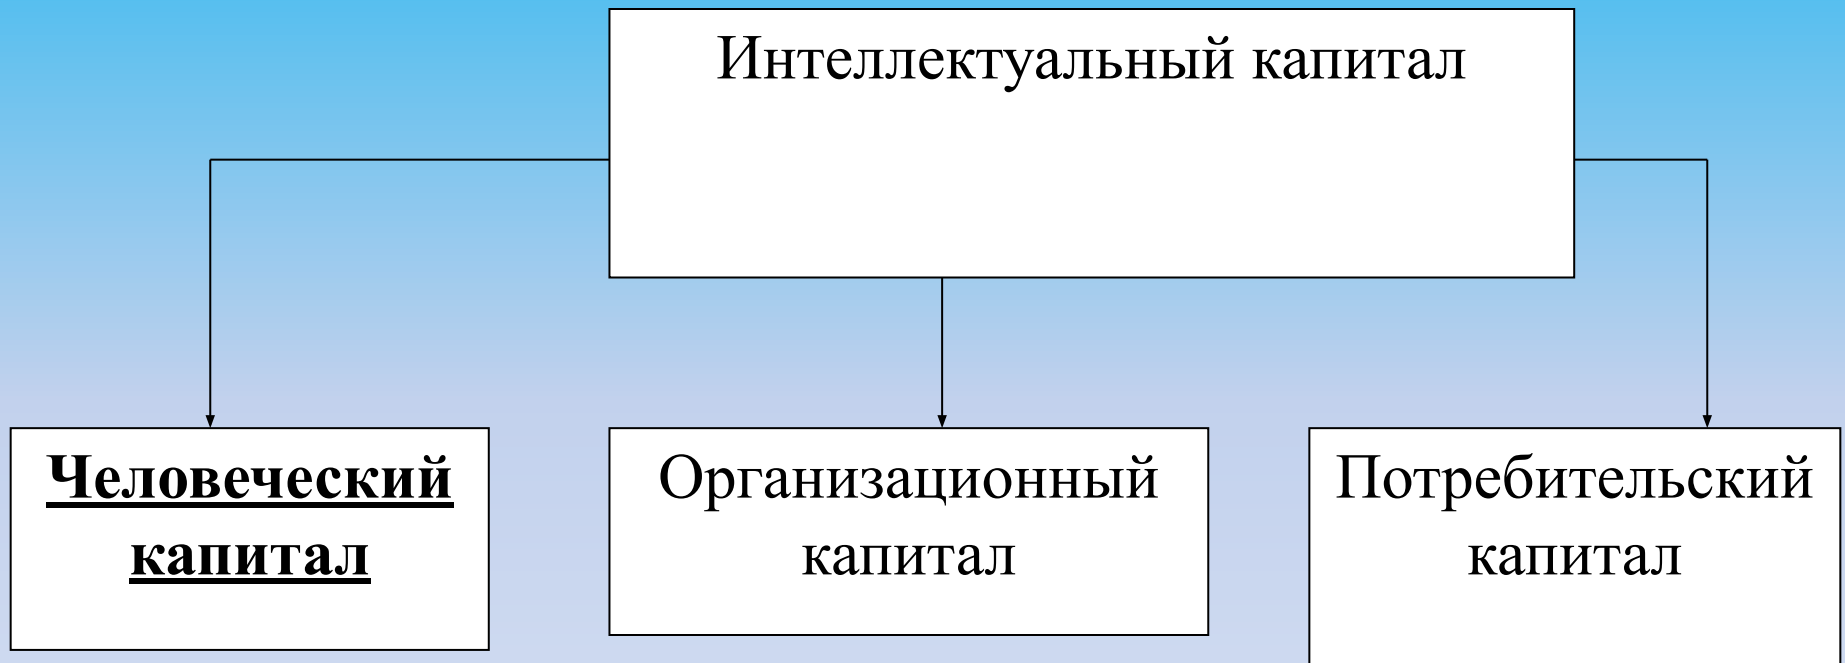 Интеллектуальный капитал
Человеческий
капитал
Организационный
капитал
Потребительский
капитал